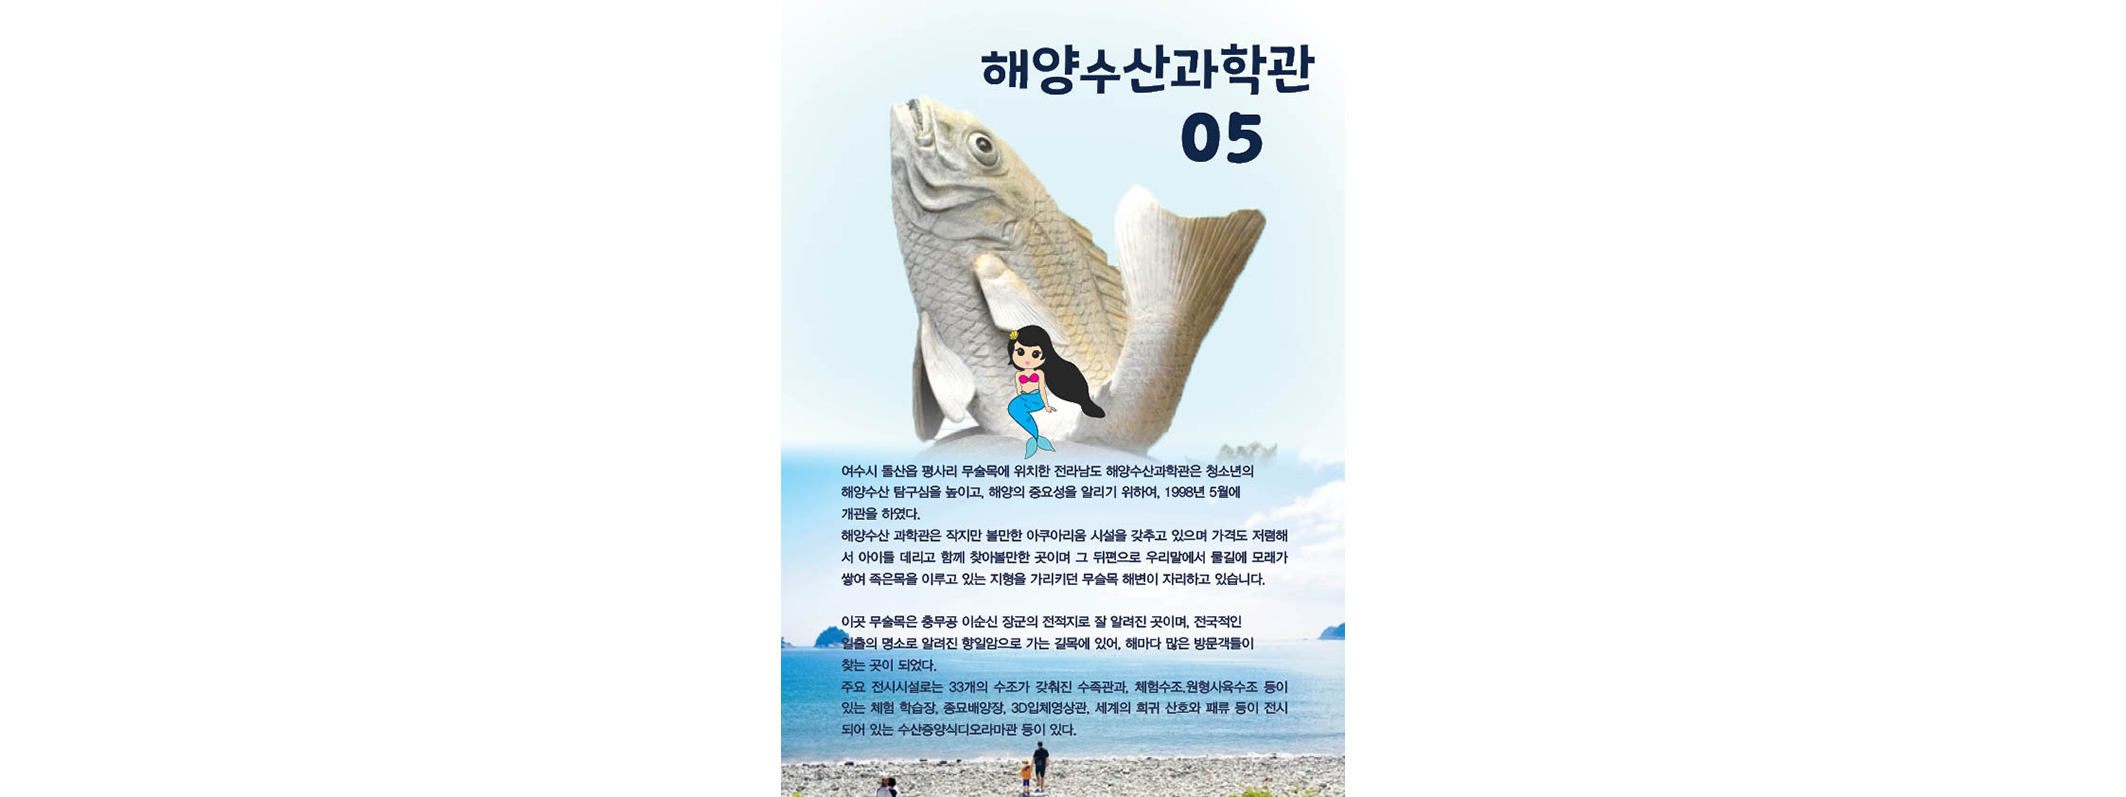 해양수산과학관
05
여수시 돌산읍 평사리 무술목에 위치한 전라남도 해양수산과학관은 청소년의
해양수산 탐구심을 높이고, 해양의 중요성을 알리기 위하여, 1998년 5월에
개관을 하였다.
해양수산 과학관은 작지만 볼만한 아쿠아리움 시설을 갖추고 있으며 가격도 저렴해
서 아이들 데리고 함께 찾아볼만한 곳이며 그 뒤편으로 우리말에서 물길에 모래가
쌓여 족은목을 이루고 있는 지형을 가리키던 무슬목 해변이 자리하고 있습니다.
이곳 무술목은 충무공 이순신 장군의 전적지로 잘 알려진 곳이며, 전국적인
일출의 명소로 알려진 향일암으로 가는 길목에 있어, 해마다 많은 방문객들이
찾는 곳이 되었다.
주요 전시시설로는 33개의 수조가 갖춰진 수족관과, 체험수조.원형사육수조 등이
있는 체험 학습장, 종묘배양장, 3D입체영상관, 세계의 희귀 산호와 패류 등이 전시
되어 있는 수산증양식디오라마관 등이 있다.